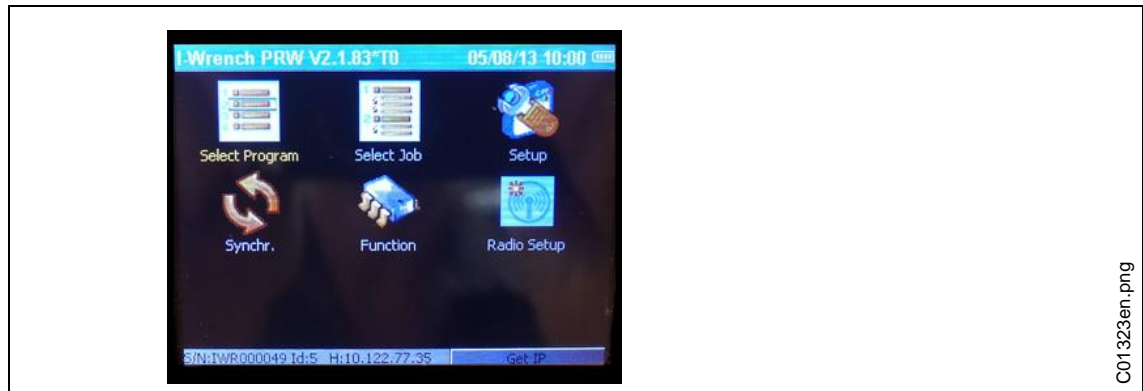 I-Wrench PRW V2.1.83*T0 05/08/13 10:00
Select Program Select Job Setup
Synchr. Function Radio Setup
S/N:IWR000049 Id:5 H:10.122.77.35 Get IP
C01323en.png